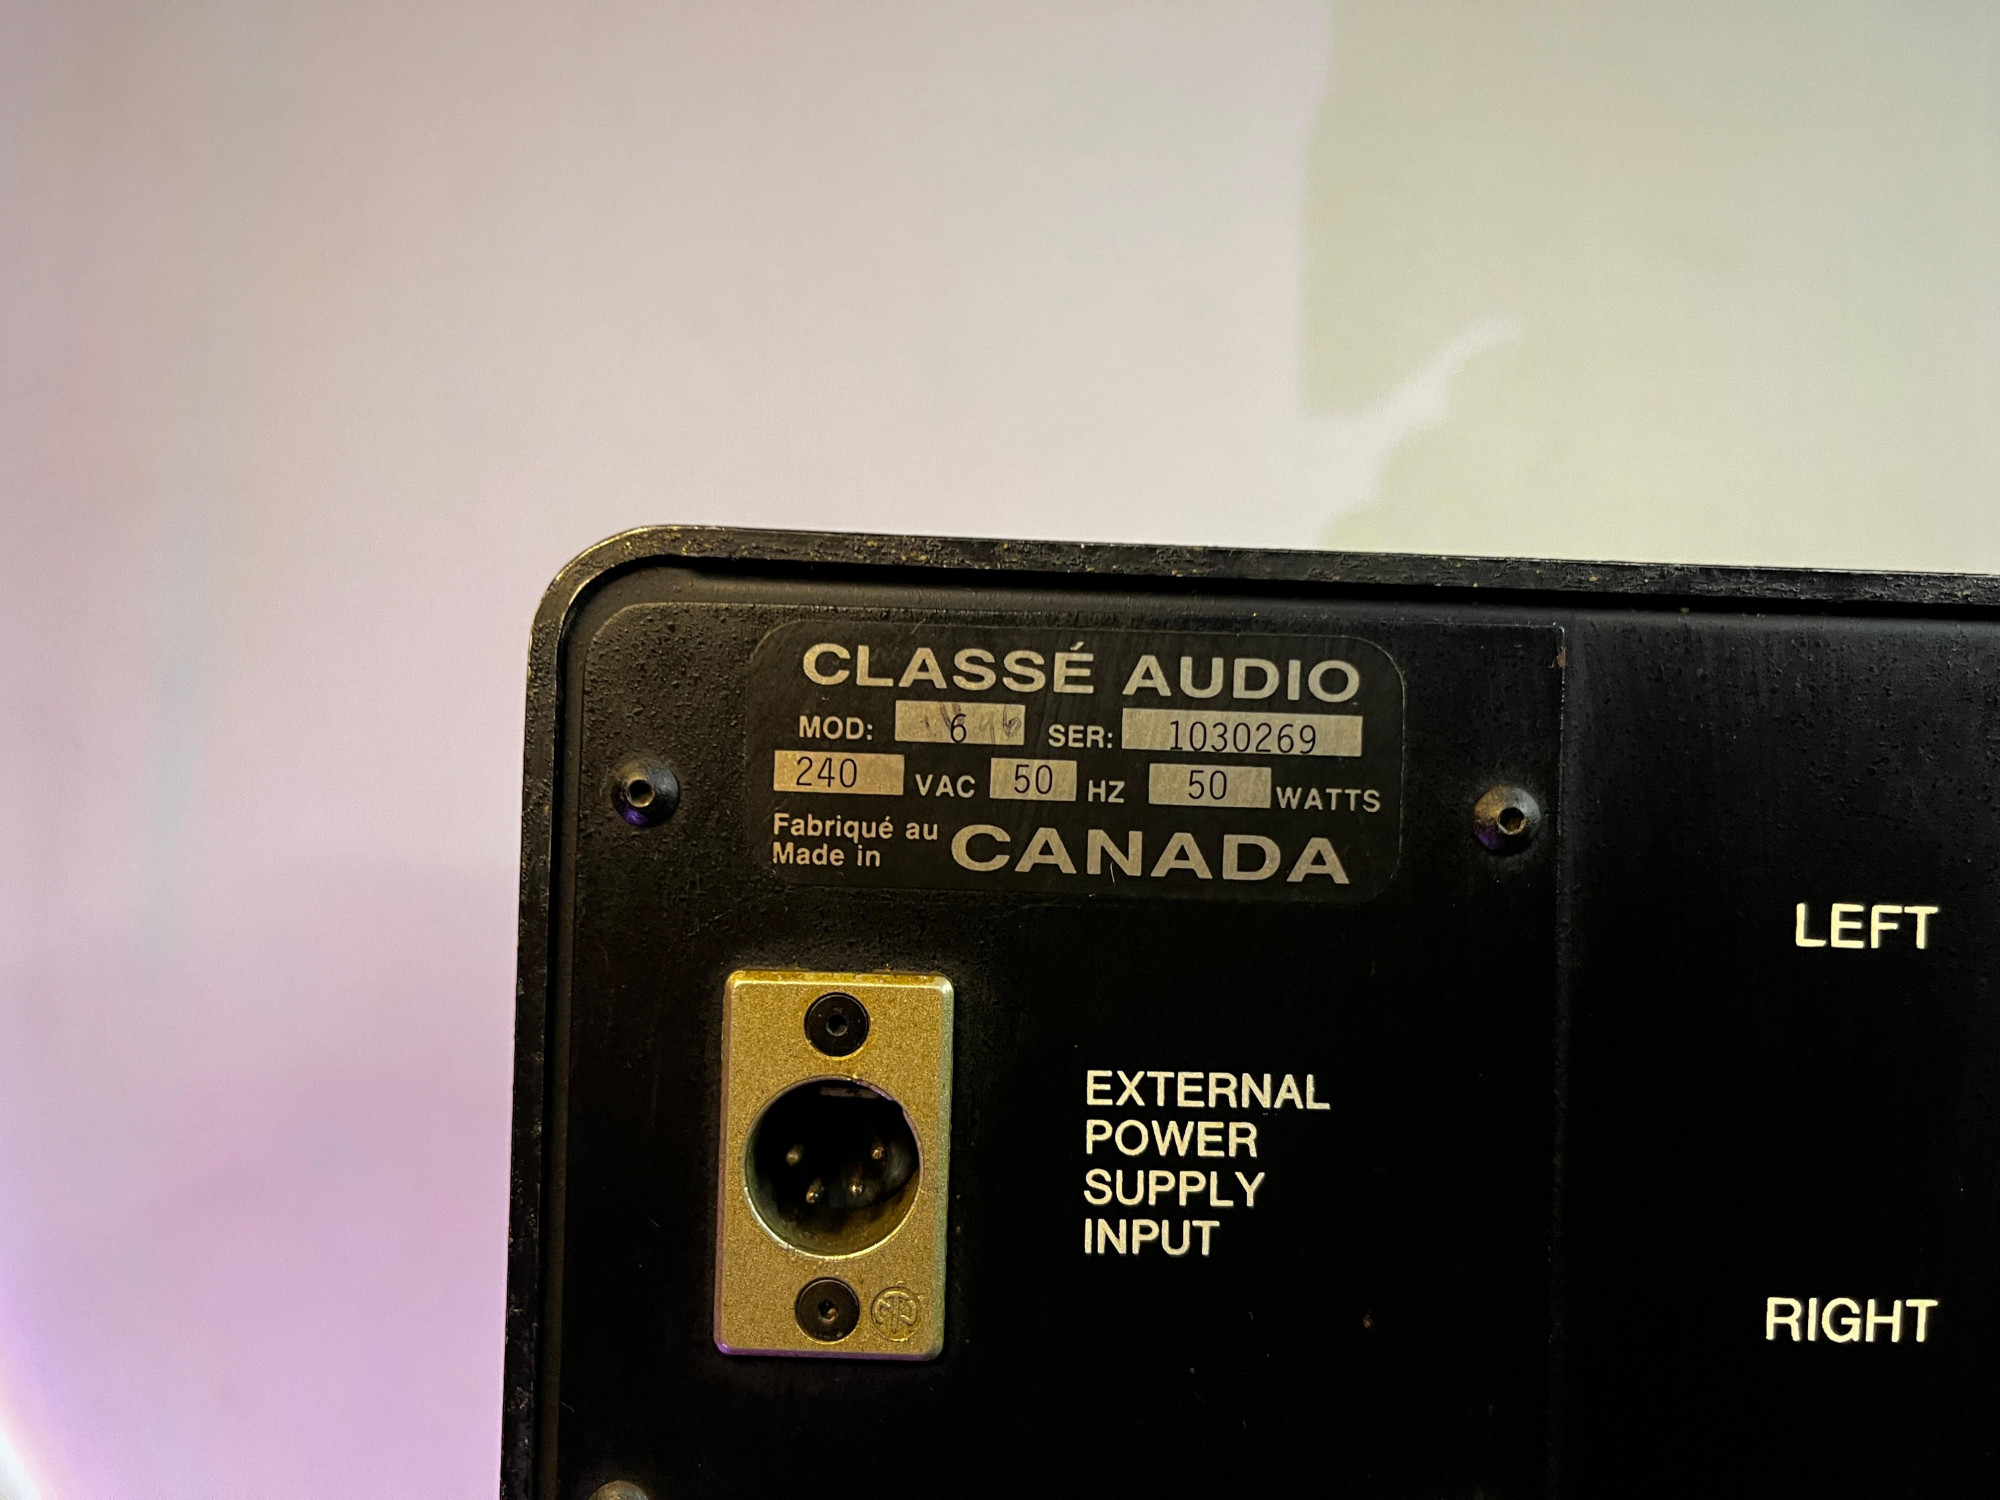 CLASSÉ AUDIO
MOD: 6 SER: 1030269
240 VAC 50 HZ 50 WATTS
Fabriqué au
Made in CANADA
EXTERNAL
POWER
SUPPLY
INPUT
LEFT
RIGHT